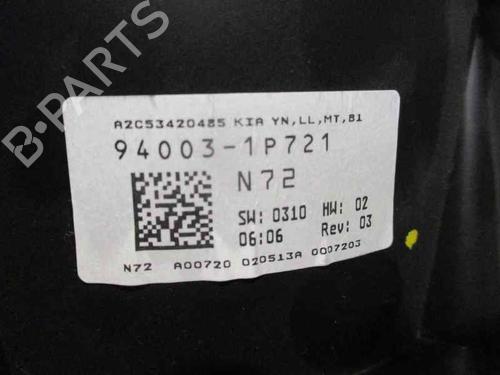 B-PARTS
A2C53420485 KIA YN,LL,MT,B1
94003-1P721
N72
SW: 0310 HW: 02
06:06 Rev: 03
N72 A00720 020513A 0007203